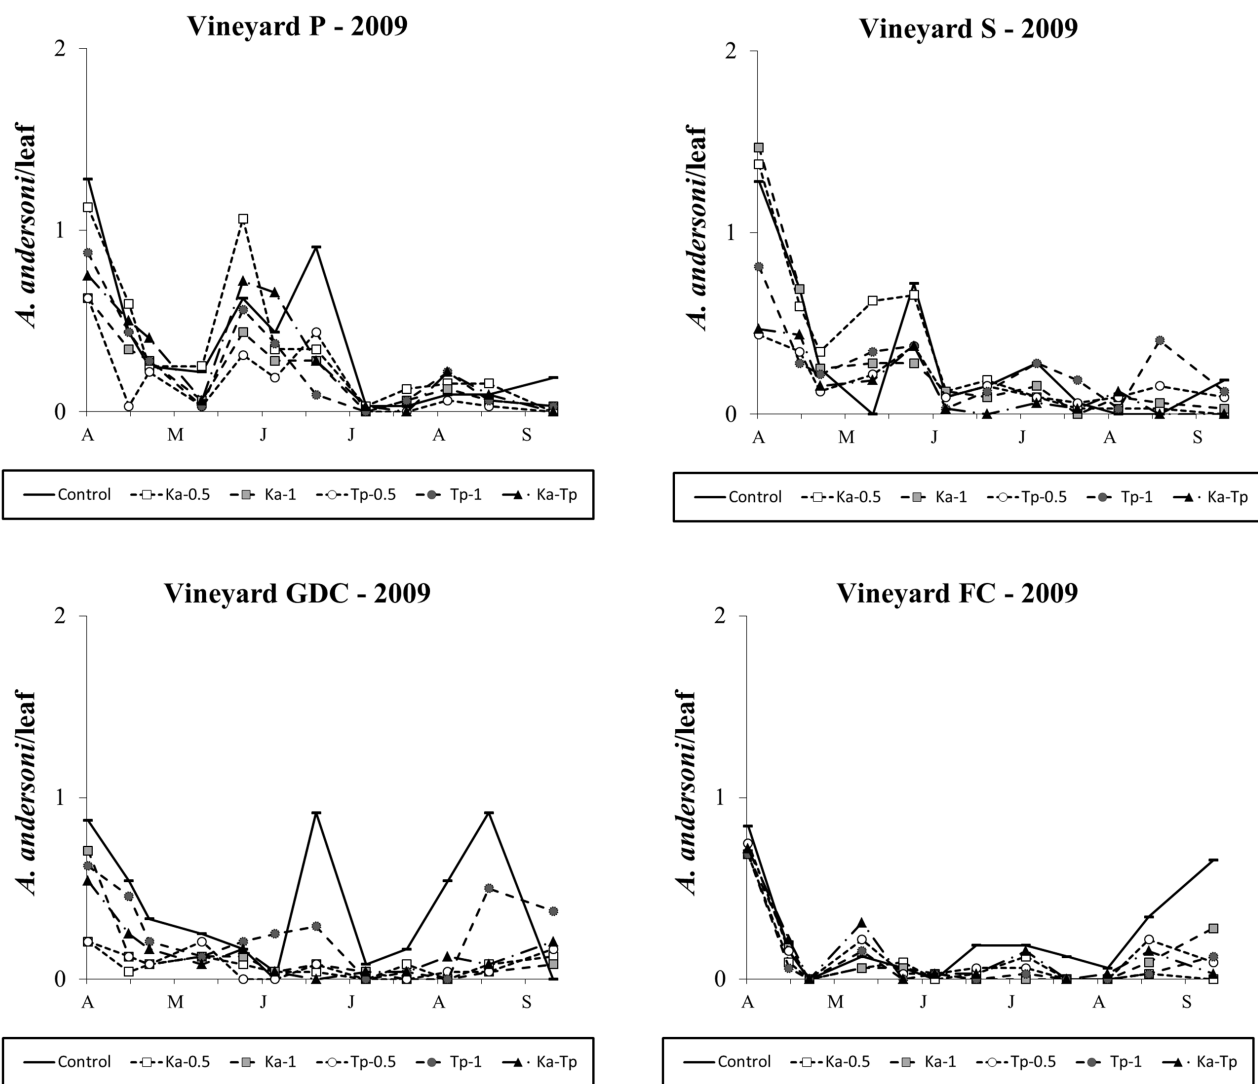 Vineyard P - 2009
2
1
0
A. andersoni/leaf
A M J J A S
Control Ka-0.5 Ka-1 Tp-0.5 Tp-1 Ka-Tp
Vineyard S - 2009
2
1
0
A. andersoni/leaf
A M J J A S
Control Ka-0.5 Ka-1 Tp-0.5 Tp-1 Ka-Tp
Vineyard GDC - 2009
2
1
0
A. andersoni/leaf
A M J J A S
Control Ka-0.5 Ka-1 Tp-0.5 Tp-1 Ka-Tp
Vineyard FC - 2009
2
1
0
A. andersoni/leaf
A M J J A S
Control Ka-0.5 Ka-1 Tp-0.5 Tp-1 Ka-Tp